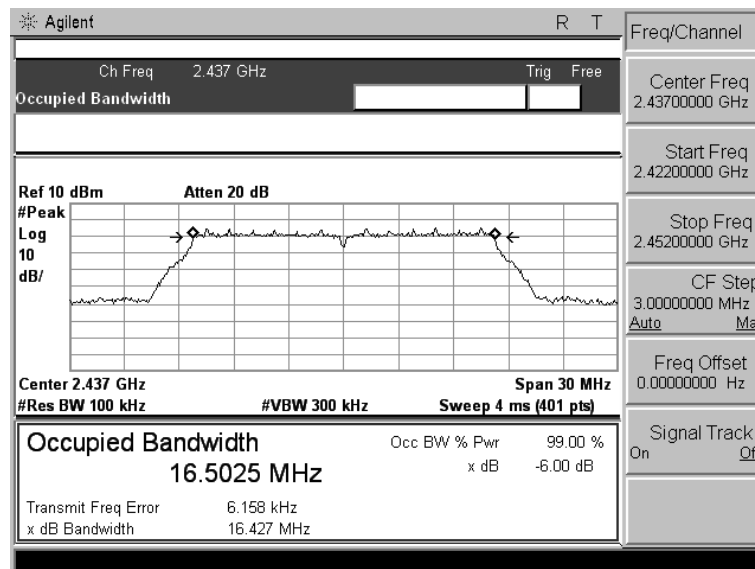 Agilent R T
Freq/Channel
Ch Freq 2.437 GHz Trig Free
Occupied Bandwidth
Center Freq
2.43700000 GHz
Start Freq
2.42200000 GHz
Stop Freq
2.45200000 GHz
CF Step
3.00000000 MHz
Auto Ma
Freq Offset
0.00000000 Hz
Signal Track
On Of
Ref 10 dBm Atten 20 dB
#Peak
Log
10
dB/
Center 2.437 GHz Span 30 MHz
#Res BW 100 kHz #VBW 300 kHz Sweep 4 ms (401 pts)
Occupied Bandwidth Occ BW % Pwr 99.00 %
16.5025 MHz x dB -6.00 dB
Transmit Freq Error 6.158 kHz
x dB Bandwidth 16.427 MHz